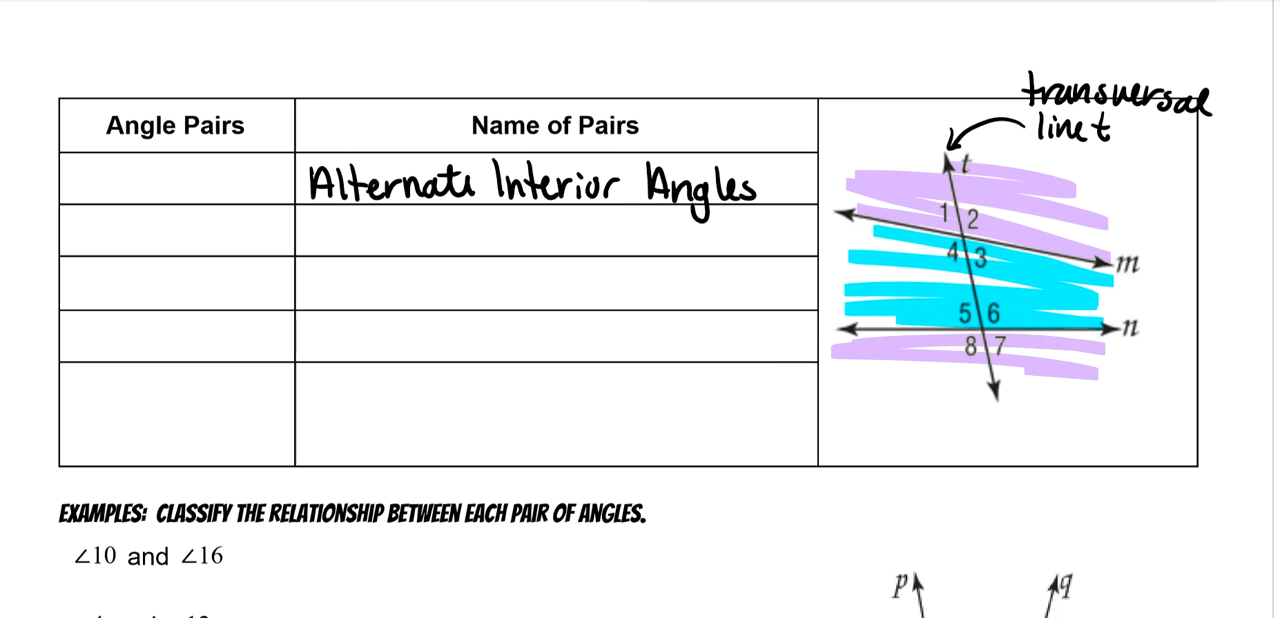 transversal
line t
Angle Pairs
Name of Pairs
Alternate Interior Angles
t
1 2
4 3
m
5 6
n
8 7
EXAMPLES: CLASSIFY THE RELATIONSHIP BETWEEN EACH PAIR OF ANGLES.
∠10 and ∠16
p
q